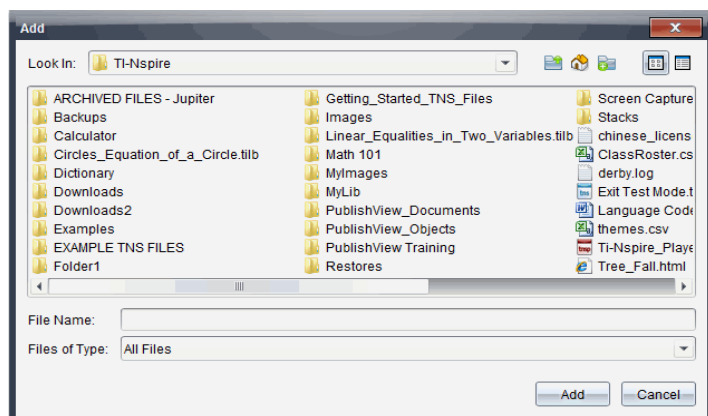 Add
Look In: TI-Nspire
ARCHIVED FILES - Jupiter
Backups
Calculator
Circles_Equation_of_a_Circle.tilb
Dictionary
Downloads
Downloads2
Examples
EXAMPLE TNS FILES
Folder1
Getting_Started_TNS_Files
Images
Linear_Equalities_in_Two_Variables.tilb
Math 101
MyImages
MyLib
PublishView_Documents
PublishView_Objects
PublishView Training
Restores
Screen Capture
Stacks
chinese_licens
ClassRoster.cs
derby.log
Exit Test Mode.t
Language Code
themes.csv
Ti-Nspire_Playe
Tree_Fall.html
File Name:
Files of Type: All Files
Add Cancel